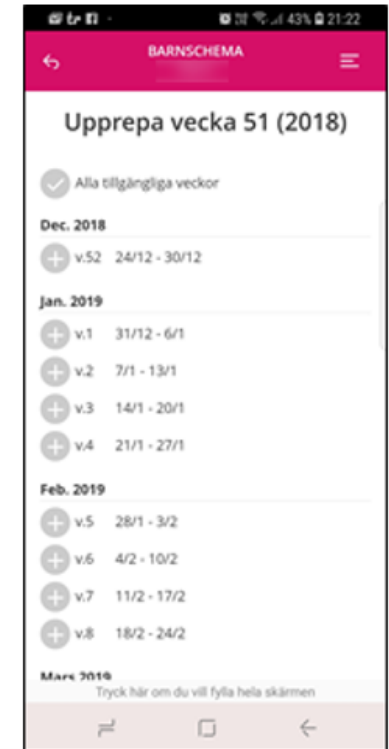 43% 21:22
BARNSCHEMA
Upprepa vecka 51 (2018)
Alla tillgängliga veckor
Dec. 2018
v.52 24/12 - 30/12
Jan. 2019
v.1 31/12 - 6/1
v.2 7/1 - 13/1
v.3 14/1 - 20/1
v.4 21/1 - 27/1
Feb. 2019
v.5 28/1 - 3/2
v.6 4/2 - 10/2
v.7 11/2 - 17/2
v.8 18/2 - 24/2
Mars 2019
Tryck här om du vill fylla hela skärmen